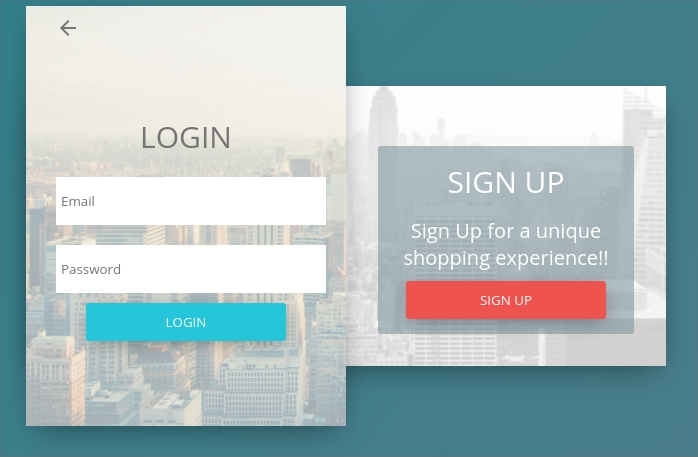 LOGIN
Email
Password
LOGIN
SIGN UP
Sign Up for a unique
shopping experience!!
SIGN UP